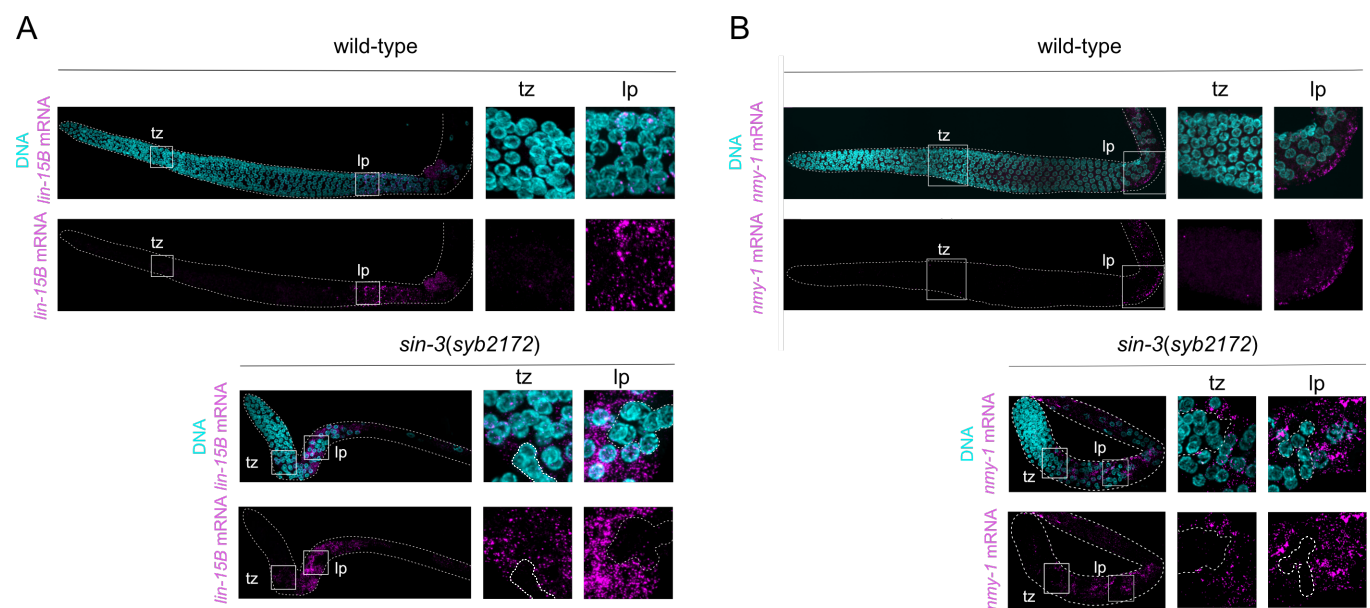 A
wild-type
tz
lp
DNA
lin-15B mRNA
tz
lp
lin-15B mRNA
tz
lp
sin-3(syb2172)
tz
lp
DNA
lin-15B mRNA
tz
lp
lin-15B mRNA
tz
lp
B
wild-type
tz
lp
DNA
nmy-1 mRNA
tz
lp
nmy-1 mRNA
tz
lp
sin-3(syb2172)
tz
lp
DNA
nmy-1 mRNA
tz
lp
nmy-1 mRNA
tz
lp